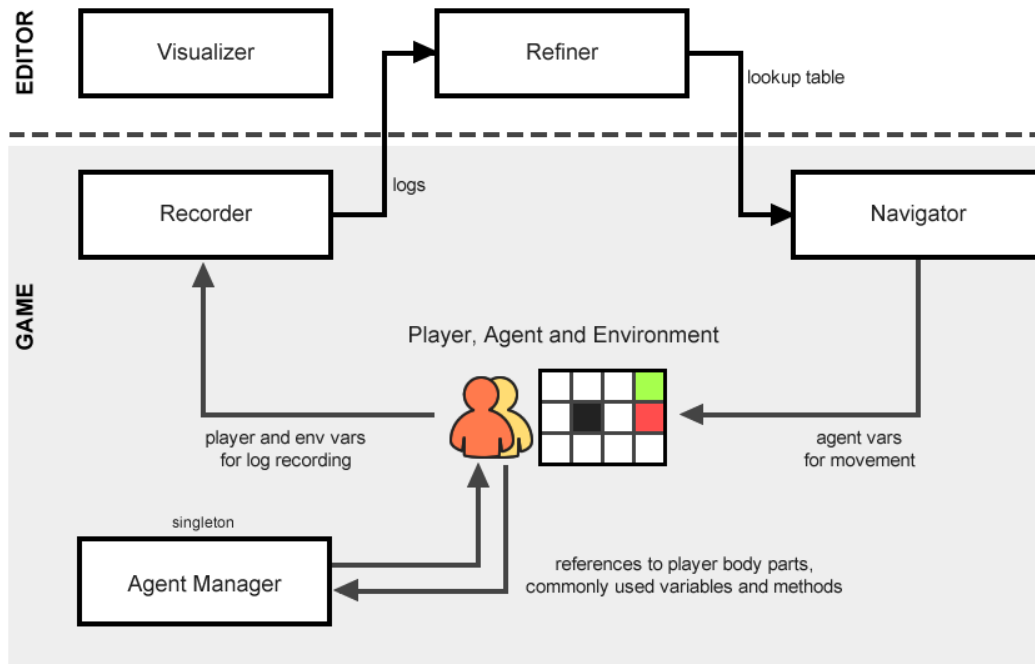 EDITOR
Visualizer
Refiner
lookup table
GAME
Recorder
logs
Navigator
Player, Agent and Environment
player and env vars
for log recording
agent vars
for movement
singleton
Agent Manager
references to player body parts,
commonly used variables and methods